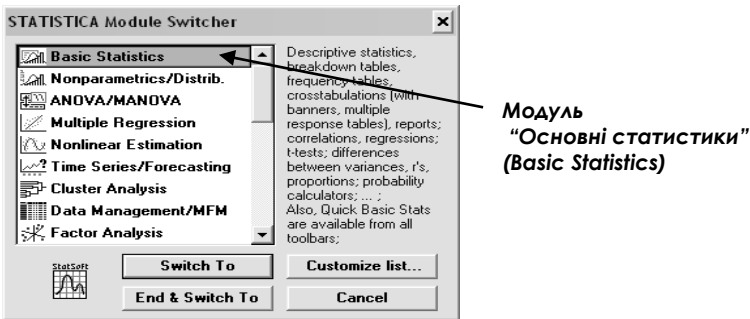 STATISTICA Module Switcher
Basic Statistics
Nonparametrics/Distrib.
ANOVA/MANOVA
Multiple Regression
Nonlinear Estimation
Time Series/Forecasting
Cluster Analysis
Data Management/MFM
Factor Analysis
Descriptive statistics,
breakdown tables,
frequency tables,
crosstabulations (with
banners, multiple
response tables), reports;
correlations, regressions;
t-tests; differences
between variances, r's,
proportions; probability
calculators; ... ;
Also, Quick Basic Stats
are available from all
toolbars;
StatSoft
Switch To
Customize list...
End & Switch To
Cancel
Модуль
“Основні статистики”
(Basic Statistics)